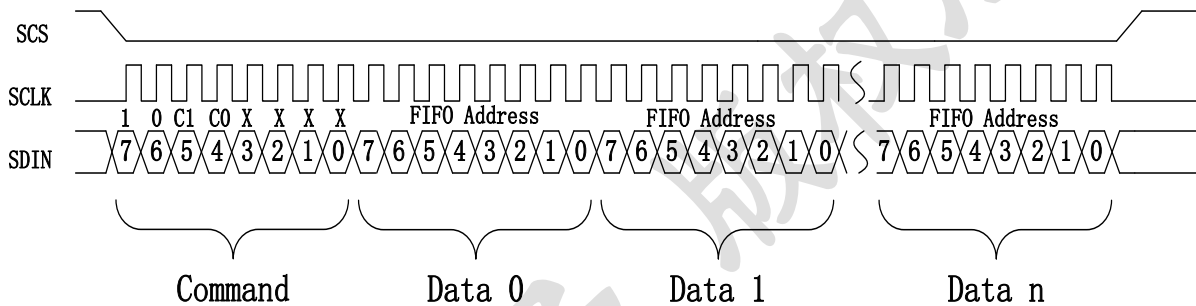 SCS
SCLK
1 0 C1 C0 X X X X FIFO Address FIFO Address FIFO Address
SDIN 7 6 5 4 3 2 1 0 7 6 5 4 3 2 1 0 7 6 5 4 3 2 1 0 7 6 5 4 3 2 1 0
Command Data 0 Data 1 Data n
版权